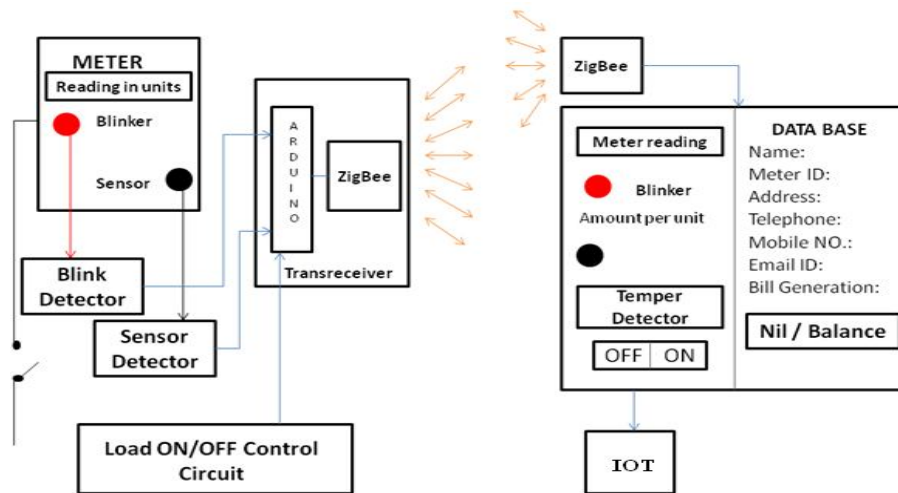 METER
Reading in units
Blinker
Sensor
Blink
Detector
Sensor
Detector
Load ON/OFF Control
Circuit
ARDUINO
ZigBee
Transreceiver
ZigBee
Meter reading
Blinker
Amount per unit
Temper
Detector
OFF ON
DATA BASE
Name:
Meter ID:
Address:
Telephone:
Mobile NO.:
Email ID:
Bill Generation:
Nil / Balance
IOT